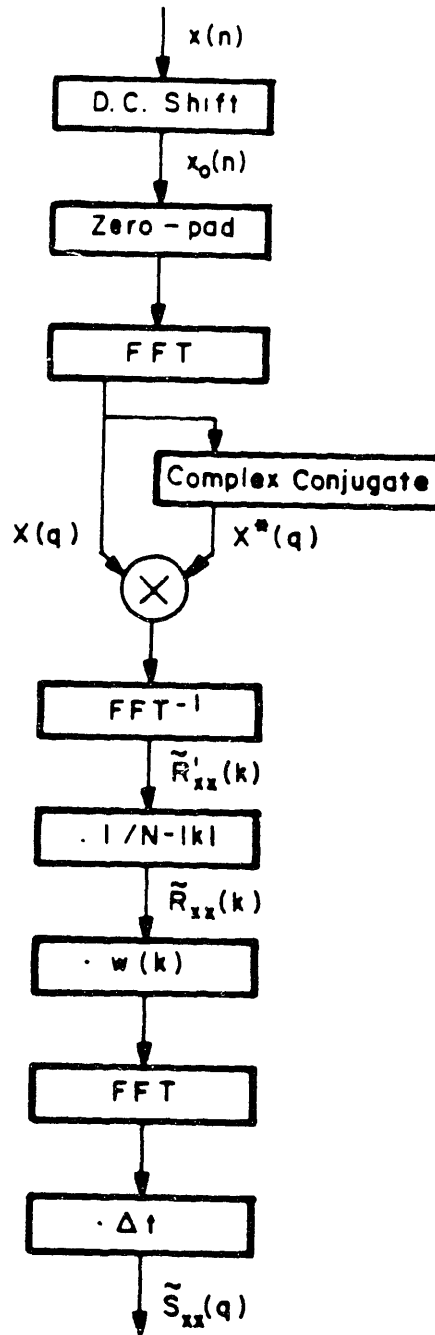 x(n)
D.C. Shift
x₀(n)
Zero - pad
FFT
Complex Conjugate
X(q)
X*(q)
×
FFT⁻¹
R̃'ₓₓ(k)
· 1/N-|k|
R̃ₓₓ(k)
· w(k)
FFT
· Δt
S̃ₓₓ(q)